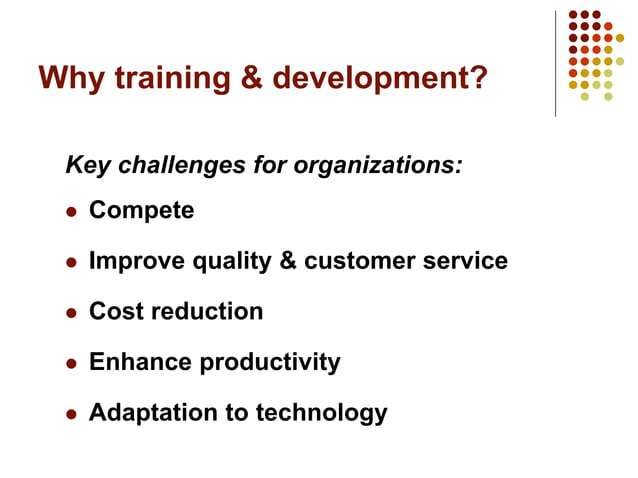 Why training & development?
Key challenges for organizations:
Compete
Improve quality & customer service
Cost reduction
Enhance productivity
Adaptation to technology